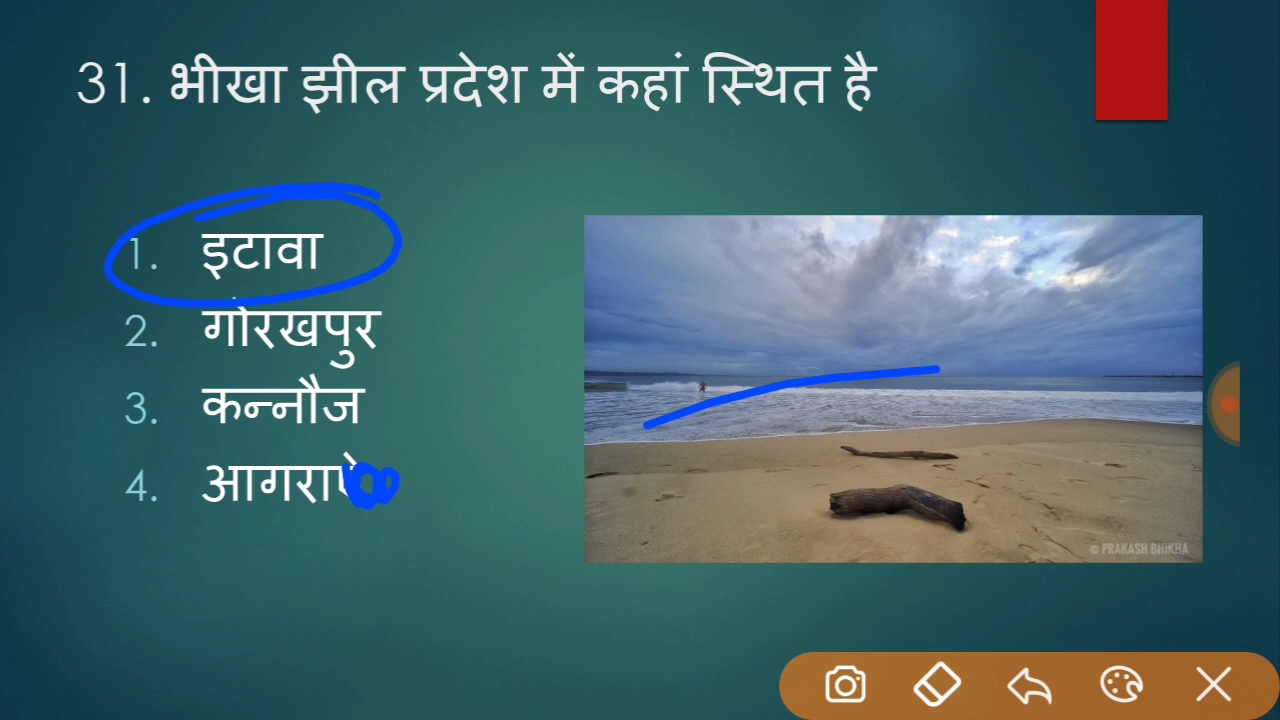 31. भीखा झील प्रदेश में कहां स्थित है
1. इटावा
2. गोरखपुर
3. कन्नौज
4. आगरा
© PRAKASH BHIKHA